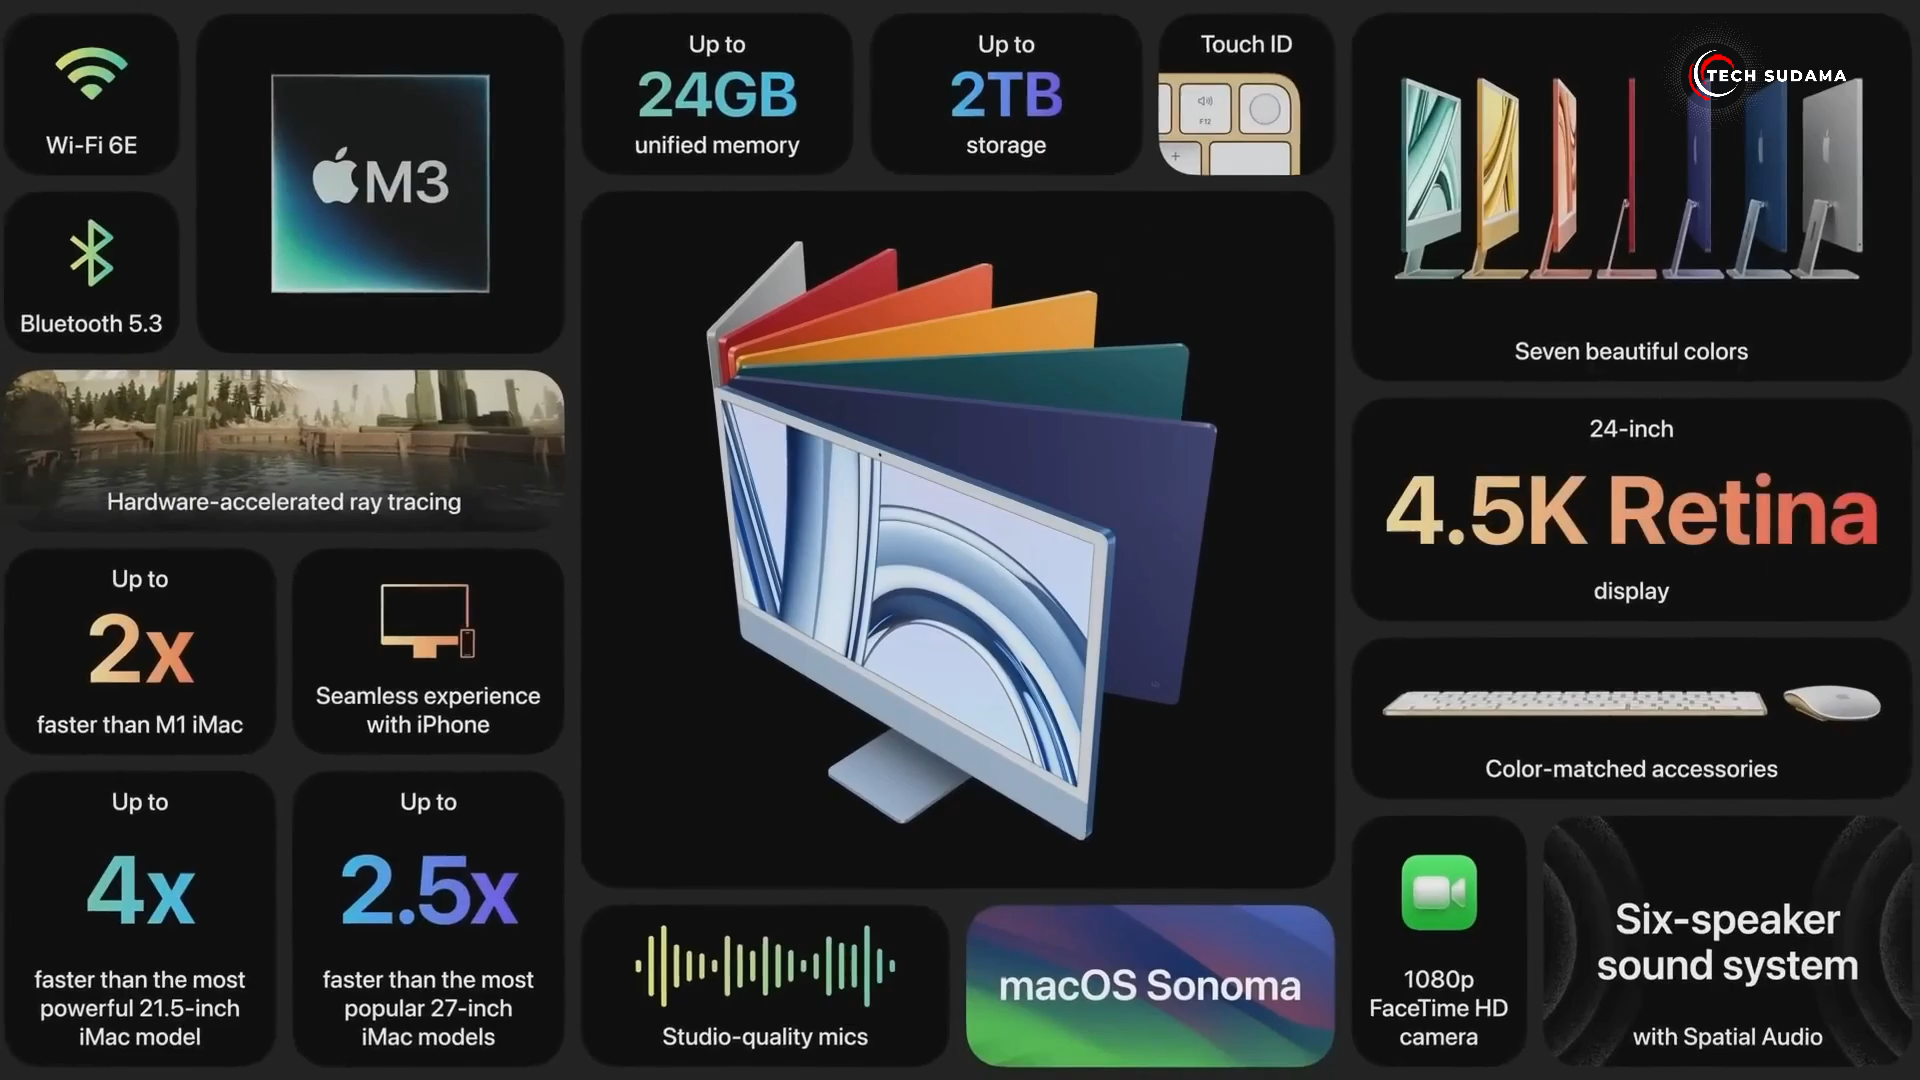 Wi-Fi 6E
M3
Up to
24GB
unified memory
Up to
2TB
storage
Touch ID
F12
+
TECH SUDAMA
Bluetooth 5.3
Seven beautiful colors
Hardware-accelerated ray tracing
24-inch
4.5K Retina
display
Up to
2x
faster than M1 iMac
Seamless experience
with iPhone
Color-matched accessories
Up to
4x
faster than the most
powerful 21.5-inch
iMac model
Up to
2.5x
faster than the most
popular 27-inch
iMac models
Studio-quality mics
macOS Sonoma
1080p
FaceTime HD
camera
Six-speaker
sound system
with Spatial Audio